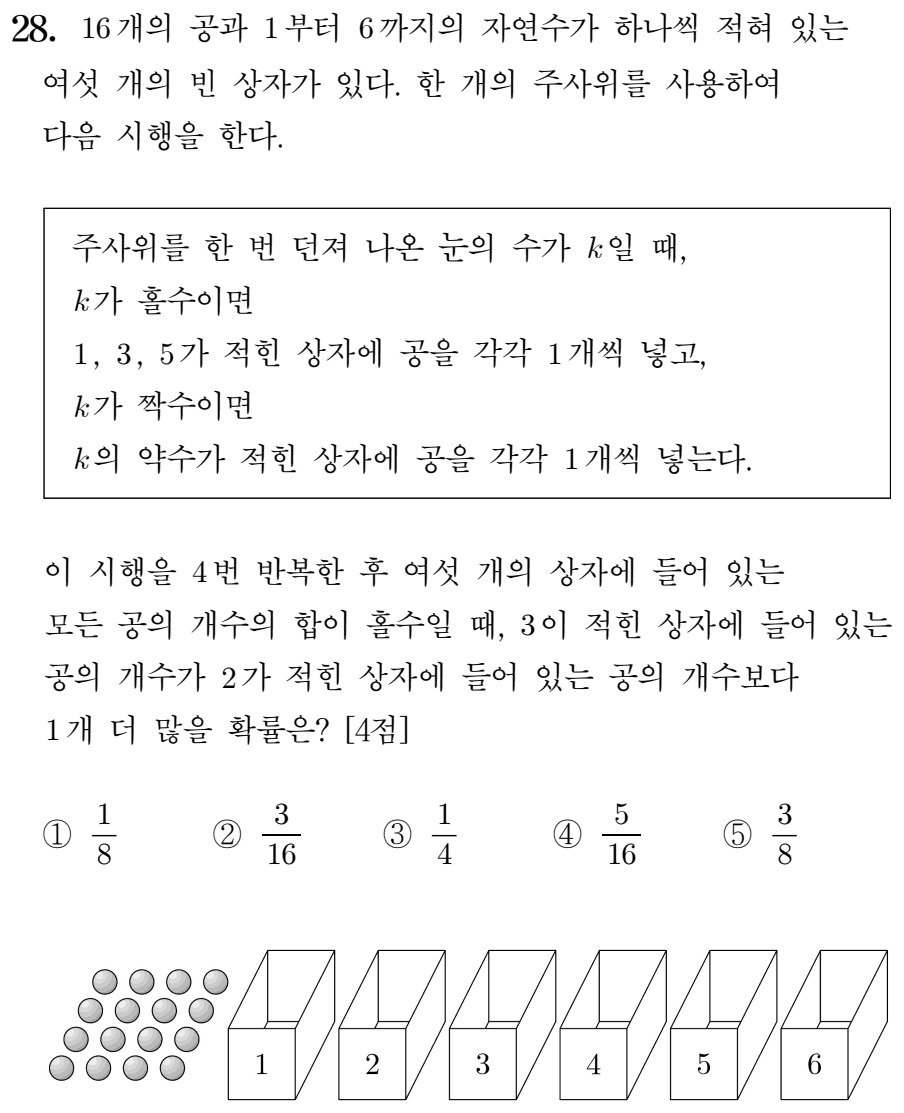 28. 16개의 공과 1부터 6까지의 자연수가 하나씩 적혀 있는
여섯 개의 빈 상자가 있다. 한 개의 주사위를 사용하여
다음 시행을 한다.
주사위를 한 번 던져 나온 눈의 수가 k일 때,
k가 홀수이면
1, 3, 5가 적힌 상자에 공을 각각 1개씩 넣고,
k가 짝수이면
k의 약수가 적힌 상자에 공을 각각 1개씩 넣는다.
이 시행을 4번 반복한 후 여섯 개의 상자에 들어 있는
모든 공의 개수의 합이 홀수일 때, 3이 적힌 상자에 들어 있는
공의 개수가 2가 적힌 상자에 들어 있는 공의 개수보다
1개 더 많을 확률은? [4점]
① 1/8 ② 3/16 ③ 1/4 ④ 5/16 ⑤ 3/8
1 2 3 4 5 6